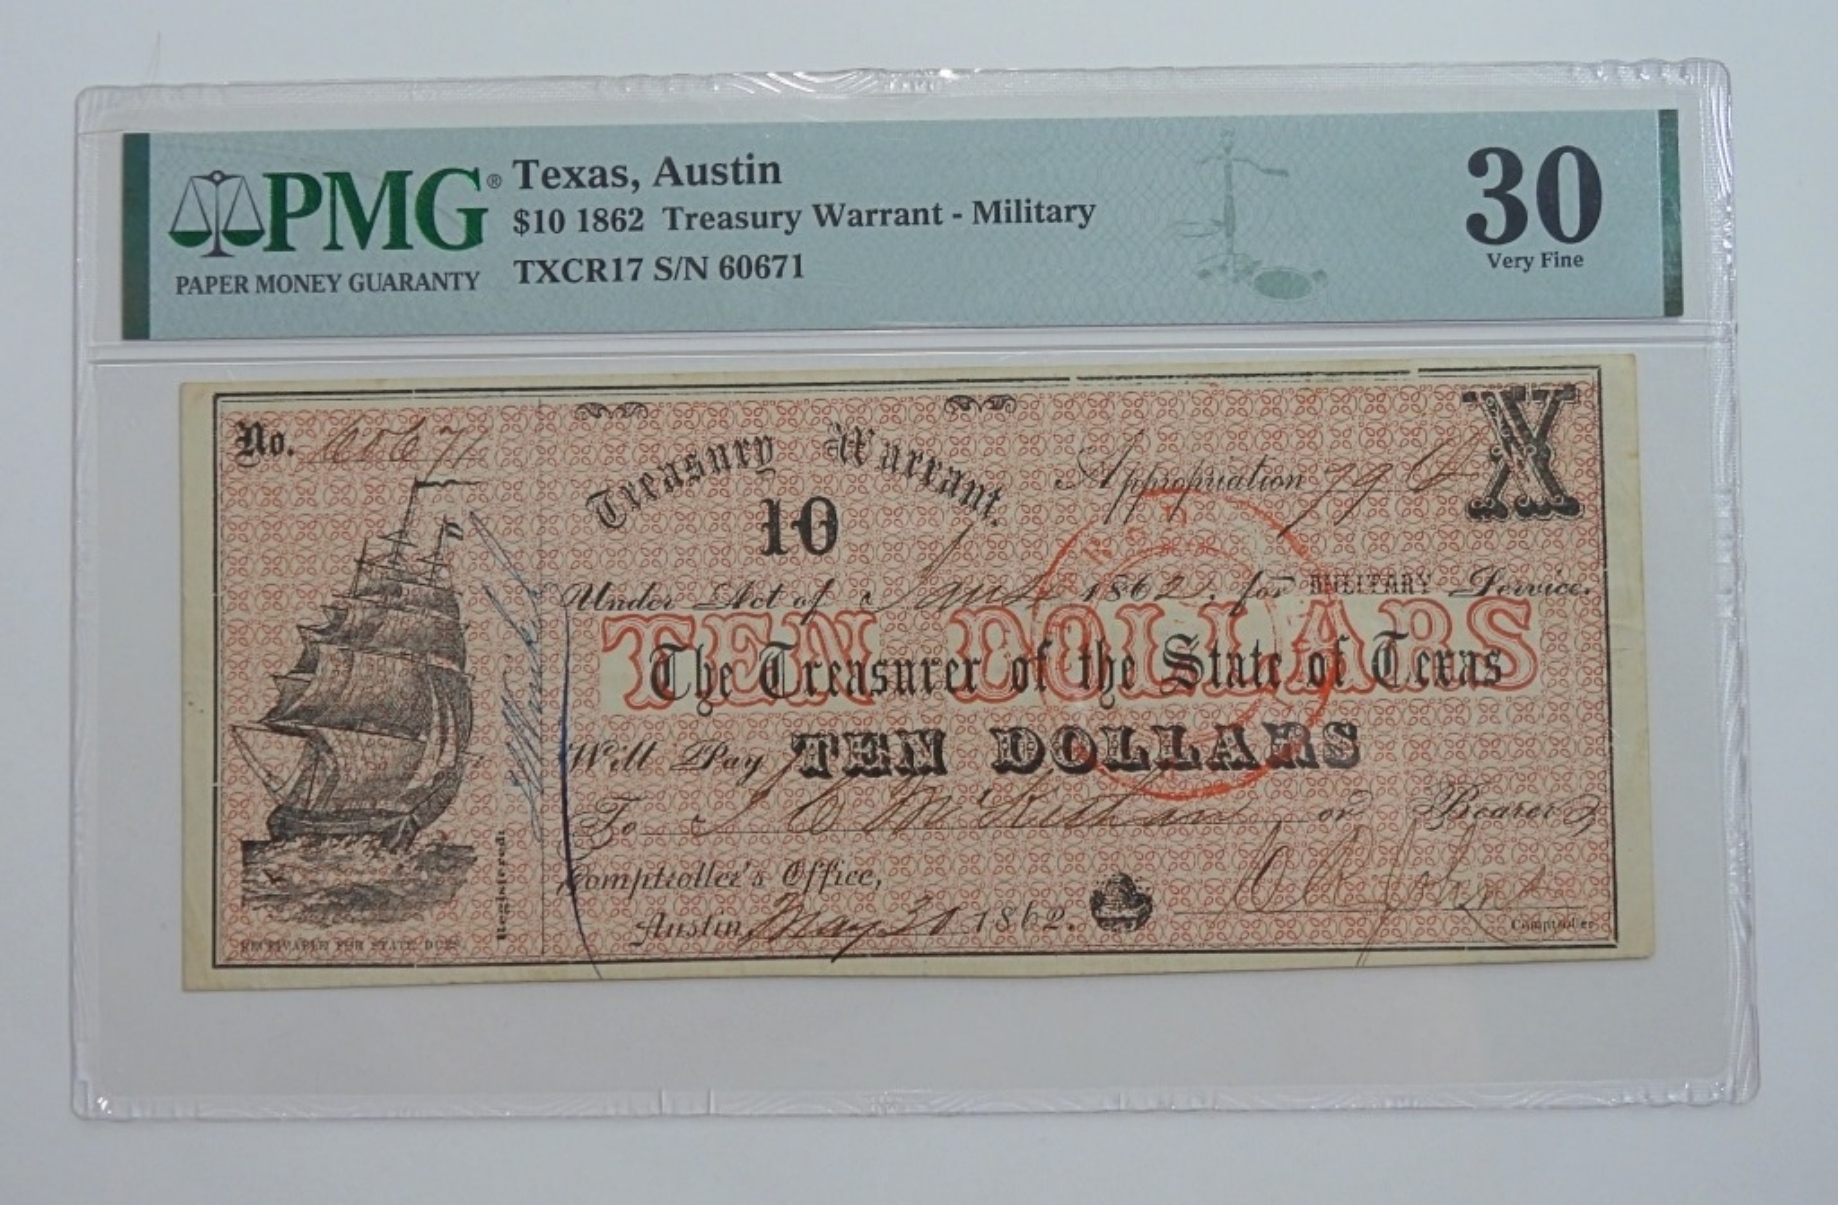 PMG®
PAPER MONEY GUARANTY
Texas, Austin
$10 1862 Treasury Warrant - Military
TXCR17 S/N 60671
30
Very Fine
No. 60671
Treasury Warrant.
Appropriation
X
10
Under Act of 1862. for MILITARY Service.
TEN DOLLARS
The Treasurer of the State of Texas
Will Pay TEN DOLLARS
To or Bearer
Comptroller's Office,
Austin, May 30 1862.
Comptroller
Registered:
RECEIVABLE FOR STATE DUES